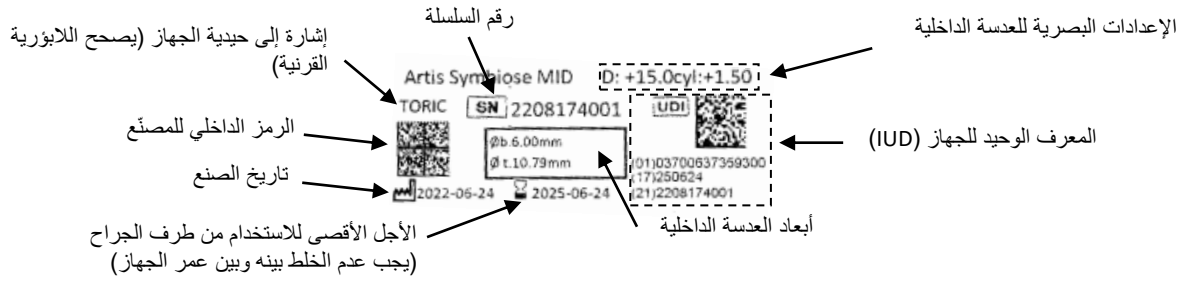 رقم السلسلة
الإعدادات البصرية للعدسة الداخلية
إشارة إلى حيدية الجهاز (يصحح اللابؤرية
القرنية)
Artis Symbiose MID
D: +15.0cyl:+1.50
TORIC
SN 2208174001
UDI
الرمز الداخلي للمصنّع
Øb.6.00mm
Ø t.10.79mm
المعرف الوحيد للجهاز (IUD)
(01)03700637359300
(17)250624
(21)2208174001
تاريخ الصنع
2022-06-24
2025-06-24
أبعاد العدسة الداخلية
الأجل الأقصى للاستخدام من طرف الجراح
(يجب عدم الخلط بينه وبين عمر الجهاز)